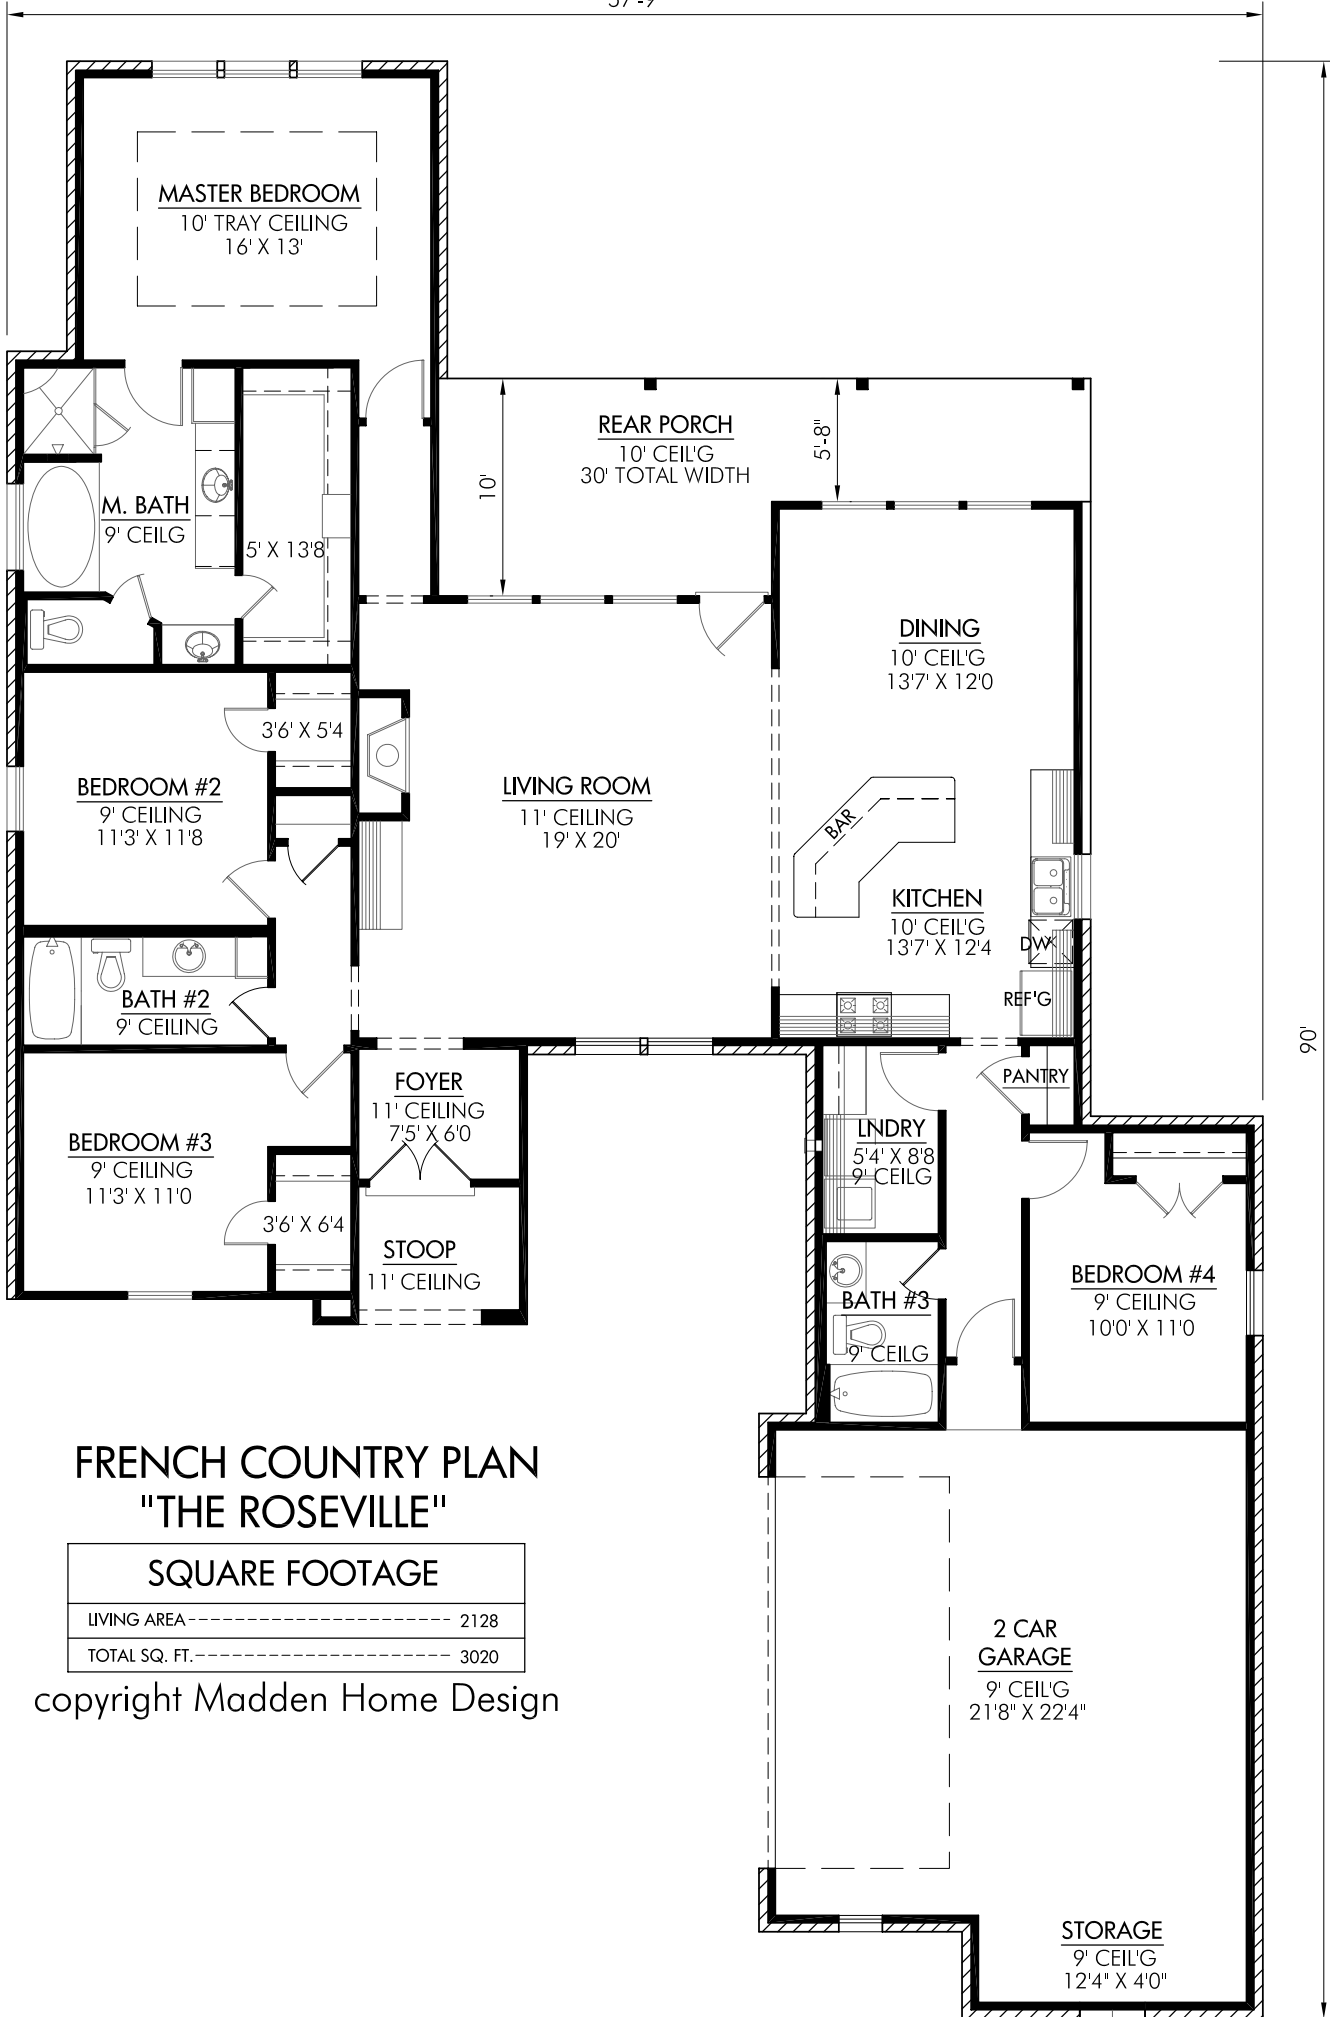 57'-9"
MASTER BEDROOM
10' TRAY CEILING
16' X 13'
REAR PORCH
10' CEIL'G
30' TOTAL WIDTH
10'
5'-8"
M. BATH
9' CEILG
5' X 13'8
DINING
10' CEIL'G
13'7' X 12'0
3'6' X 5'4
BEDROOM #2
9' CEILING
11'3' X 11'8
LIVING ROOM
11' CEILING
19' X 20'
BAR
KITCHEN
10' CEIL'G
13'7' X 12'4
DW
REF'G
BATH #2
9' CEILING
90'
FOYER
11' CEILING
7'5' X 6'0
PANTRY
BEDROOM #3
9' CEILING
11'3' X 11'0
LNDRY
5'4' X 8'8
9' CEILG
3'6' X 6'4
STOOP
11' CEILING
BATH #3
9' CEILG
BEDROOM #4
9' CEILING
10'0' X 11'0
FRENCH COUNTRY PLAN
"THE ROSEVILLE"
SQUARE FOOTAGE
LIVING AREA---------------------------- 2128
TOTAL SQ. FT.--------------------------- 3020
copyright Madden Home Design
2 CAR
GARAGE
9' CEIL'G
21'8" X 22'4"
STORAGE
9' CEIL'G
12'4" X 4'0"